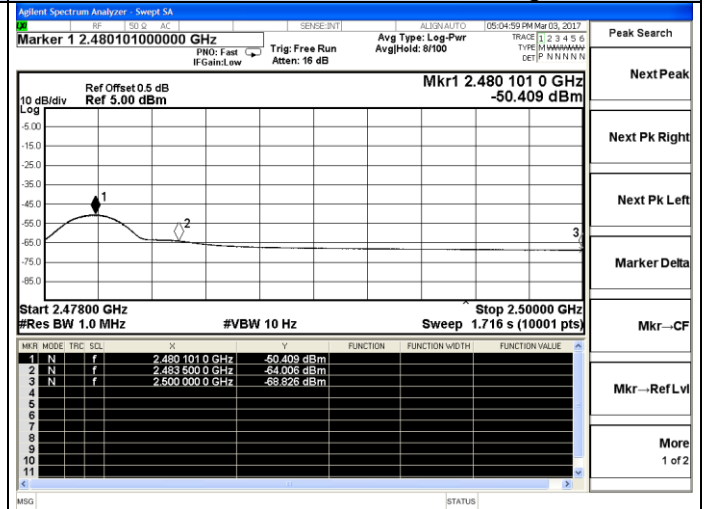 Agilent Spectrum Analyzer - Swept SA
LXI RF 50 Ω AC SENSE:INT ALIGNAUTO 05:04:59 PM Mar 03, 2017
Marker 1 2.480101000000 GHz
PNO: Fast
IFGain:Low
Trig: Free Run
Atten: 16 dB
Avg Type: Log-Pwr
Avg|Hold: 8/100
TRACE 1 2 3 4 5 6
TYPE M WWWWW
DET P N N N N N
Peak Search
Next Peak
Next Pk Right
Next Pk Left
Marker Delta
Mkr→CF
Mkr→Ref Lvl
More
1 of 2
Ref Offset 0.5 dB
10 dB/div Ref 5.00 dBm
Log
Mkr1 2.480 101 0 GHz
-50.409 dBm
-5.00
-15.0
-25.0
-35.0
-45.0
-55.0
-65.0
-75.0
-85.0
1
2
3
Start 2.47800 GHz
Stop 2.50000 GHz
#Res BW 1.0 MHz
#VBW 10 Hz
Sweep 1.716 s (10001 pts)
MKR MODE TRC SCL X Y FUNCTION FUNCTION WIDTH FUNCTION VALUE
1 N f 2.480 101 0 GHz -50.409 dBm
2 N f 2.483 500 0 GHz -64.006 dBm
3 N f 2.500 000 0 GHz -68.826 dBm
4
5
6
7
8
9
10
11
MSG
STATUS